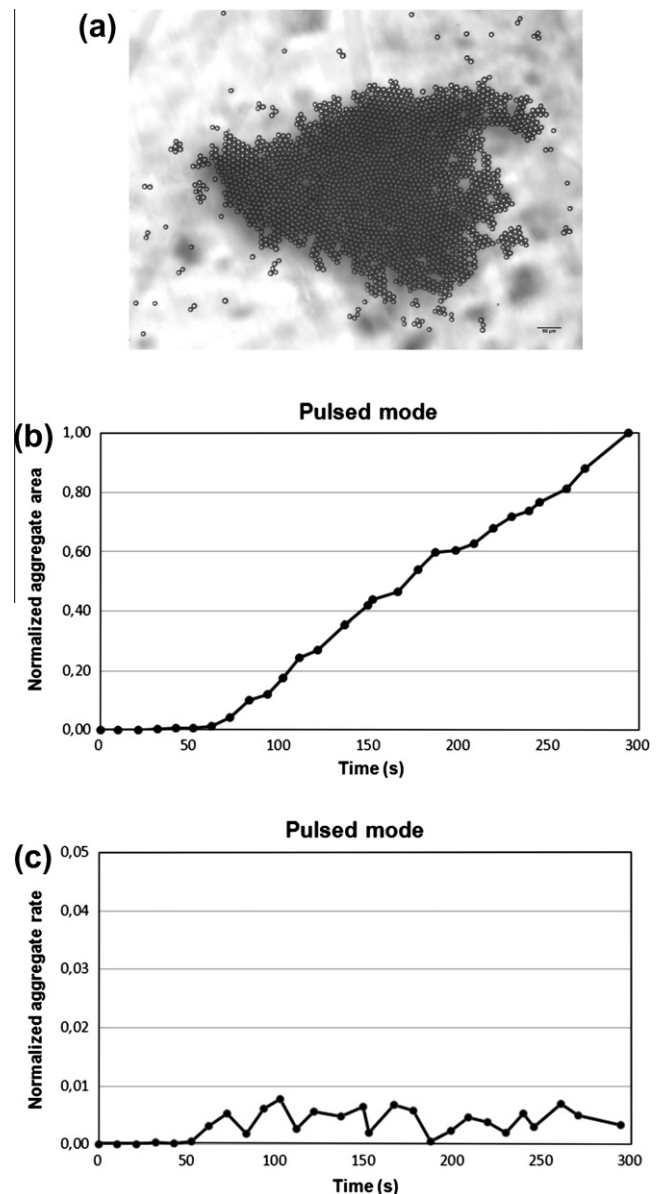 (a)
50 µm
(b)
Pulsed mode
Normalized aggregate area
1,00
0,80
0,60
0,40
0,20
0,00
0 50 100 150 200 250 300
Time (s)
(c)
Pulsed mode
Normalized aggregate rate
0,05
0,04
0,03
0,02
0,01
0,00
0 50 100 150 200 250 300
Time (s)